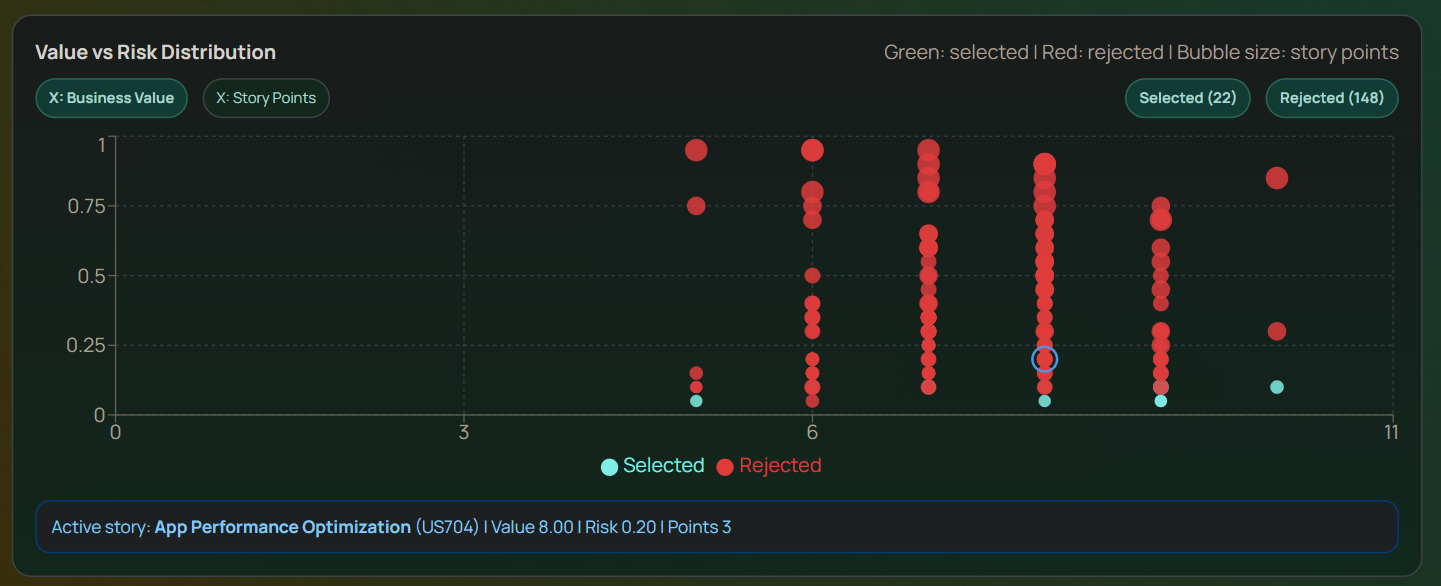 Value vs Risk Distribution
Green: selected | Red: rejected | Bubble size: story points
X: Business Value
X: Story Points
Selected (22)
Rejected (148)
1
0.75
0.5
0.25
0
0
3
6
11
Selected
Rejected
Active story: App Performance Optimization (US704) | Value 8.00 | Risk 0.20 | Points 3